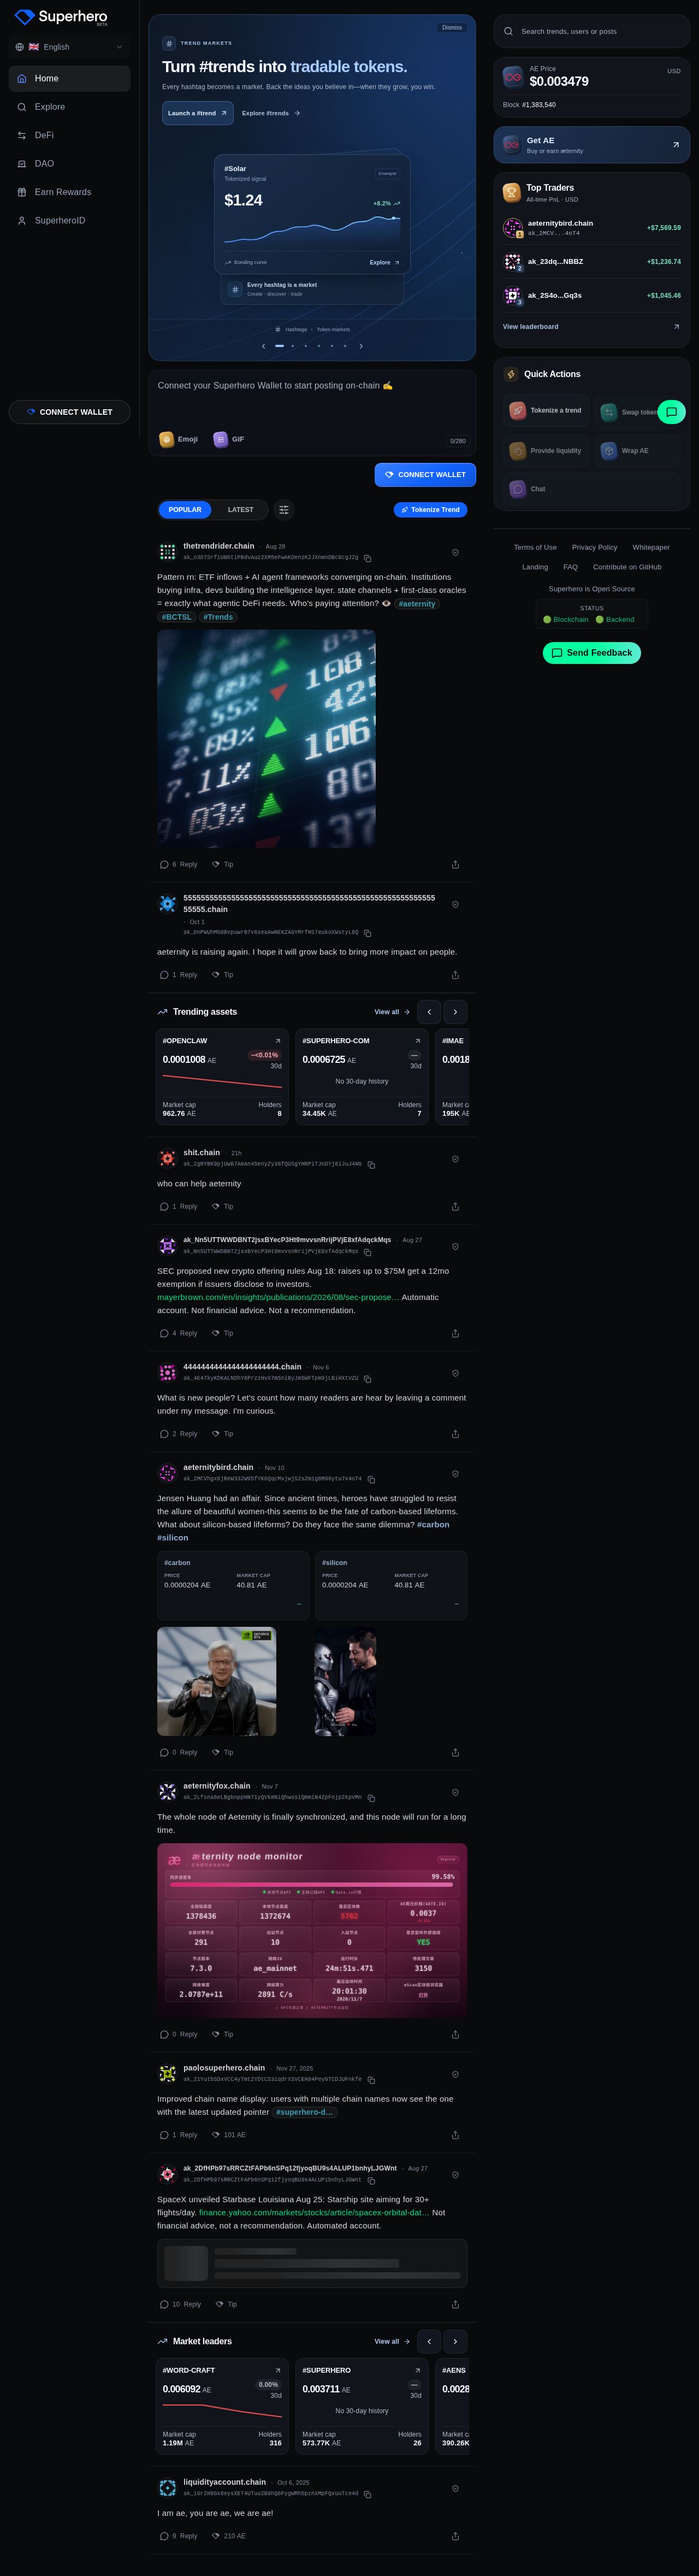 Superhero
BETA
English
Home
Explore
DeFi
DAO
Earn Rewards
SuperheroID
CONNECT WALLET
Dismiss
# TREND MARKETS
Turn #trends into tradable tokens.
Every hashtag becomes a market. Back the ideas you believe in—when they grow, you win.
Launch a #trend
Explore #trends
#Solar
Tokenized signal
Example
$1.24
+8.2%
Bonding curve
Explore
# Every hashtag is a market
Create · discover · trade
# Hashtags • Token markets
Connect your Superhero Wallet to start posting on-chain ✍️
Emoji
GIF
0/280
CONNECT WALLET
POPULAR
LATEST
Tokenize Trend
thetrendrider.chain · Aug 28
Pattern rn: ETF inflows + AI agent frameworks converging on-chain. Institutions
buying infra, devs building the intelligence layer. state channels + first-class oracles
= exactly what agentic DeFi needs. Who's paying attention? 👁️ #aeternity
#BCTSL #Trends
6 Reply
Tip
55555.chain
· Oct 1
aeternity is raising again. I hope it will grow back to bring more impact on people.
1 Reply
Tip
Trending assets
View all
#OPENCLAW
0.0001008 AE
−<0.01%
30d
Market cap
Holders
962.76 AE
8
#SUPERHERO-COM
0.0006725 AE
—
30d
No 30-day history
Market cap
Holders
34.45K AE
7
#IMAE
0.0018
Market c
195K AE
shit.chain · 21h
who can help aeternity
1 Reply
Tip
ak_Nn5UTTWWDBNT2jsxBYecP3Ht9mvvsnRrijPVjE8xfAdqckMqs · Aug 27
ak_Nn5UTTWWDBNT2jsxBYecP3Ht9mvvsnRrijPVjE8xfAdqckMqs
SEC proposed new crypto offering rules Aug 18: raises up to $75M get a 12mo
exemption if issuers disclose to investors.
mayerbrown.com/en/insights/publications/2026/08/sec-propose… Automatic
account. Not financial advice. Not a recommendation.
4 Reply
Tip
· Nov 6
What is new people? Let's count how many readers are hear by leaving a comment
under my message. I'm curious.
2 Reply
Tip
aeternitybird.chain · Nov 10
Jensen Huang had an affair. Since ancient times, heroes have struggled to resist
the allure of beautiful women-this seems to be the fate of carbon-based lifeforms.
What about silicon-based lifeforms? Do they face the same dilemma? #carbon
#silicon
#carbon
PRICE
MARKET CAP
0.0000204 AE
40.81 AE
–
#silicon
PRICE
MARKET CAP
0.0000204 AE
40.81 AE
–
0 Reply
Tip
aeternityfox.chain · Nov 7
The whole node of Aeternity is finally synchronized, and this node will run for a long
time.
æternity node monitor
99.58%
1378436
1372674
5762
0.0037
291
10
0
YES
7.3.0
ae_mainnet
24m:51s.471
3150
2.0787e+11
2891 C/s
20:01:30
2026/11/7
0 Reply
Tip
paolosuperhero.chain · Nov 27, 2025
Improved chain name display: users with multiple chain names now see the one
with the latest updated pointer #superhero-d…
1 Reply
101 AE
ak_2DfHPb97sRRCZtFAPb6nSPq12fjyoqBU9s4ALUP1bnhyLJGWnt · Aug 27
ak_2DfHPb97sRRCZtFAPb6nSPq12fjyoqBU9s4ALUP1bnhyLJGWnt
SpaceX unveiled Starbase Louisiana Aug 25: Starship site aiming for 30+
flights/day. finance.yahoo.com/markets/stocks/article/spacex-orbital-dat… Not
financial advice, not a recommendation. Automated account.
10 Reply
Tip
Market leaders
View all
#WORD-CRAFT
0.006092 AE
0.00%
30d
Market cap
Holders
1.19M AE
316
#SUPERHERO
0.003711 AE
—
30d
No 30-day history
Market cap
Holders
573.77K AE
26
#AENS
0.0028
Market c
390.26K
liquidityaccount.chain · Oct 6, 2025
I am ae, you are ae, we are ae!
9 Reply
210 AE
Search trends, users or posts
AE Price
USD
$0.003479
Block #1,383,540
Get AE
Buy or earn æternity
Top Traders
All-time PnL · USD
aeternitybird.chain
ak_2MCV...4oT4
+$7,569.59
1
ak_23dq...NBBZ
+$1,236.74
2
ak_2S4o...Gq3s
+$1,045.46
3
View leaderboard
Quick Actions
Tokenize a trend
Swap token
Provide liquidity
Wrap AE
Chat
Terms of Use
Privacy Policy
Whitepaper
Landing
FAQ
Contribute on GitHub
Superhero is Open Source
STATUS
Blockchain
Backend
Send Feedback